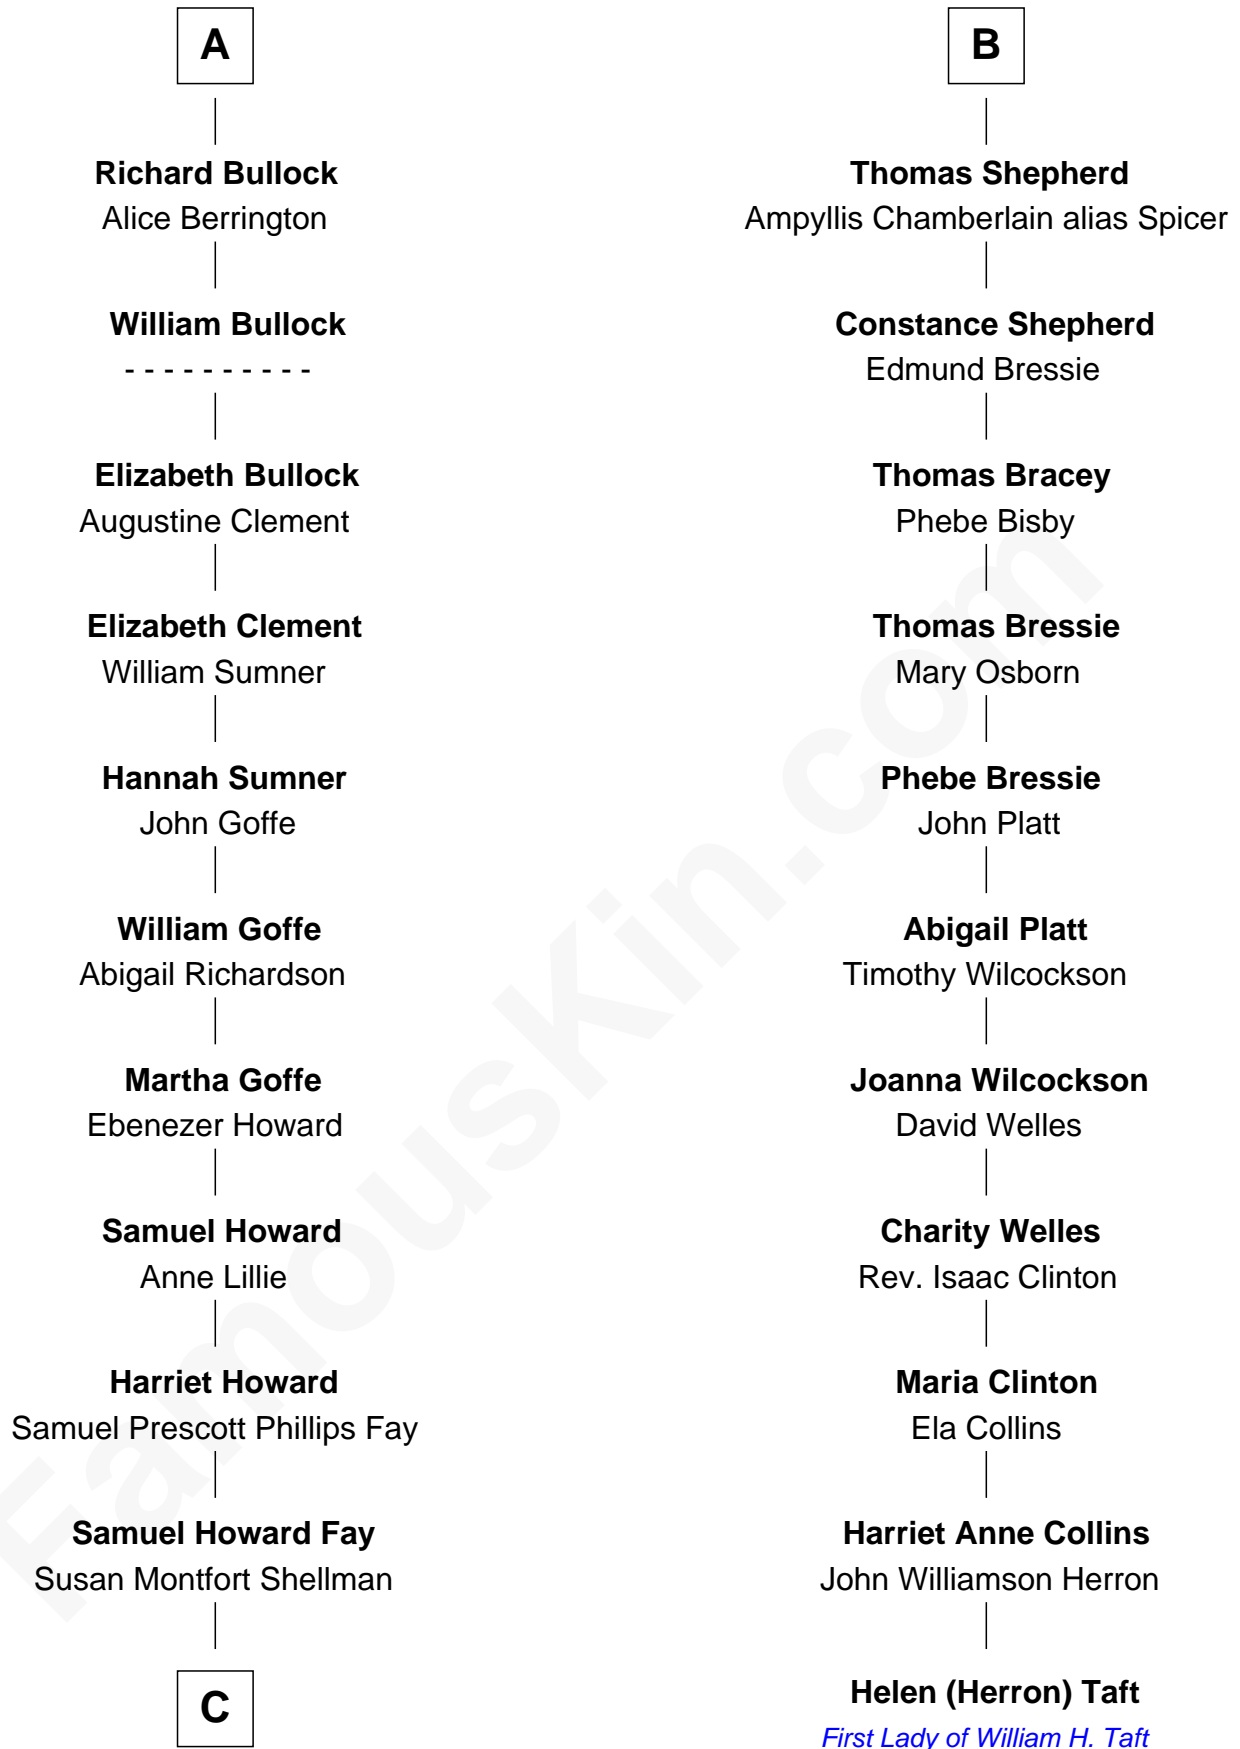 A
Richard Bullock
Alice Berrington
William Bullock
- - - - - - - - - -
Elizabeth Bullock
Augustine Clement
Elizabeth Clement
William Sumner
Hannah Sumner
John Goffe
William Goffe
Abigail Richardson
Martha Goffe
Ebenezer Howard
Samuel Howard
Anne Lillie
Harriet Howard
Samuel Prescott Phillips Fay
Samuel Howard Fay
Susan Montfort Shellman
C
B
Thomas Shepherd
Ampyllis Chamberlain alias Spicer
Constance Shepherd
Edmund Bressie
Thomas Bracey
Phebe Bisby
Thomas Bressie
Mary Osborn
Phebe Bressie
John Platt
Abigail Platt
Timothy Wilcockson
Joanna Wilcockson
David Welles
Charity Welles
Rev. Isaac Clinton
Maria Clinton
Ela Collins
Harriet Anne Collins
John Williamson Herron
Helen (Herron) Taft
First Lady of William H. Taft
FamousKin.com